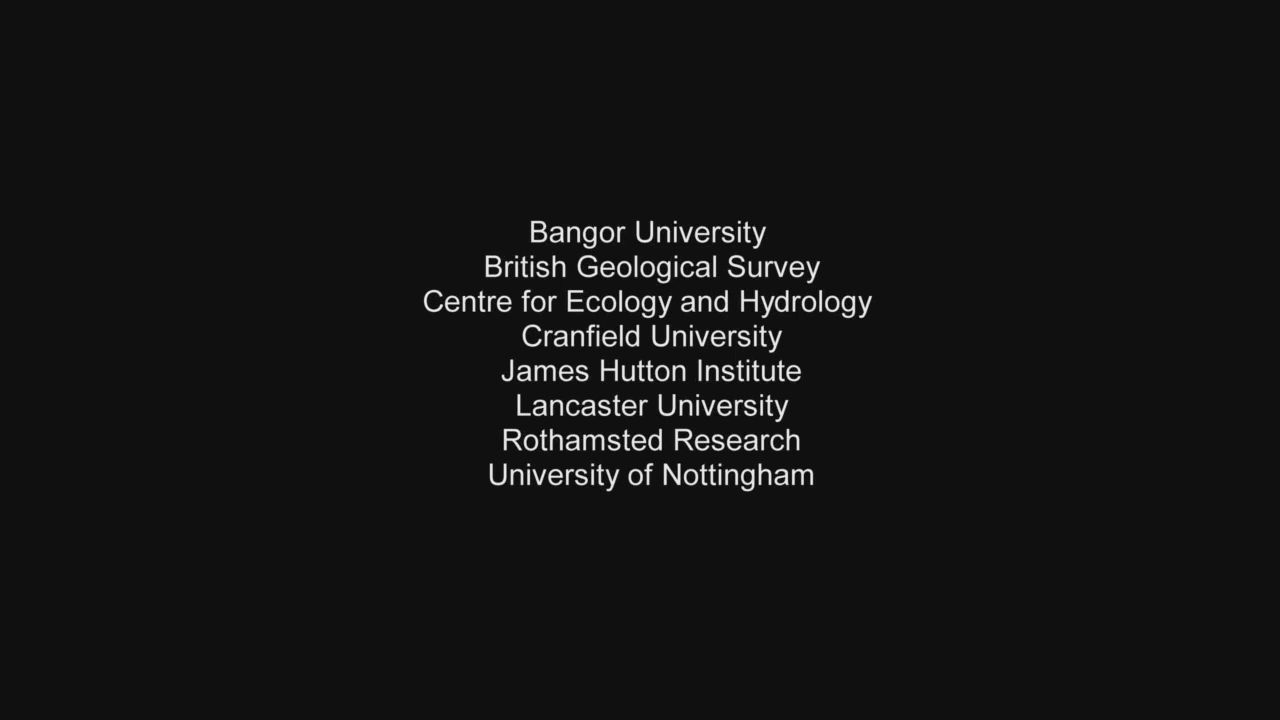 Bangor University
British Geological Survey
Centre for Ecology and Hydrology
Cranfield University
James Hutton Institute
Lancaster University
Rothamsted Research
University of Nottingham